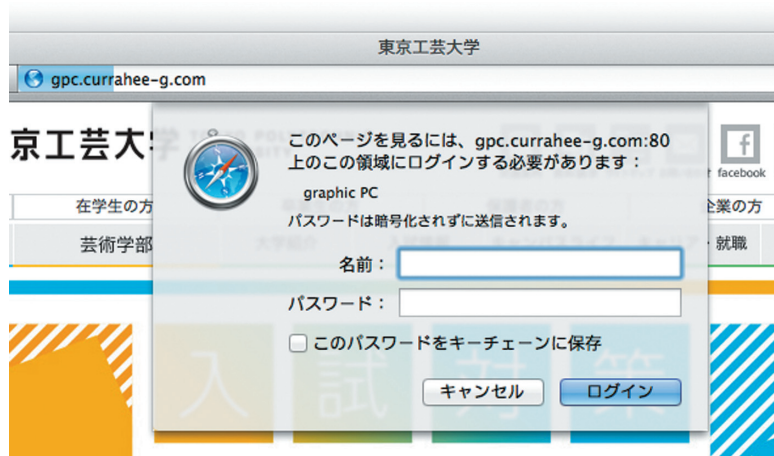 東京工芸大学
gpc.currahee-g.com
京工芸大学
facebook
このページを見るには、gpc.currahee-g.com:80
上のこの領域にログインする必要があります：
graphic PC
パスワードは暗号化されずに送信されます。
在学生の方
企業の方
芸術学部
大学紹介
・就職
名前：
パスワード：
このパスワードをキーチェーンに保存
キャンセル
ログイン
入試対策